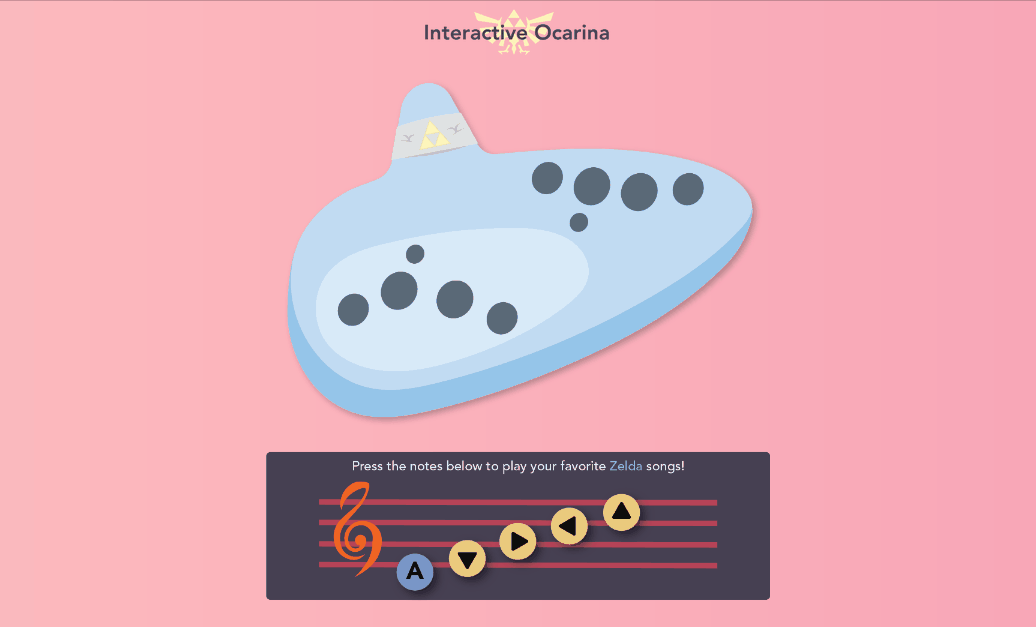 Interactive Ocarina
Press the notes below to play your favorite Zelda songs!
A